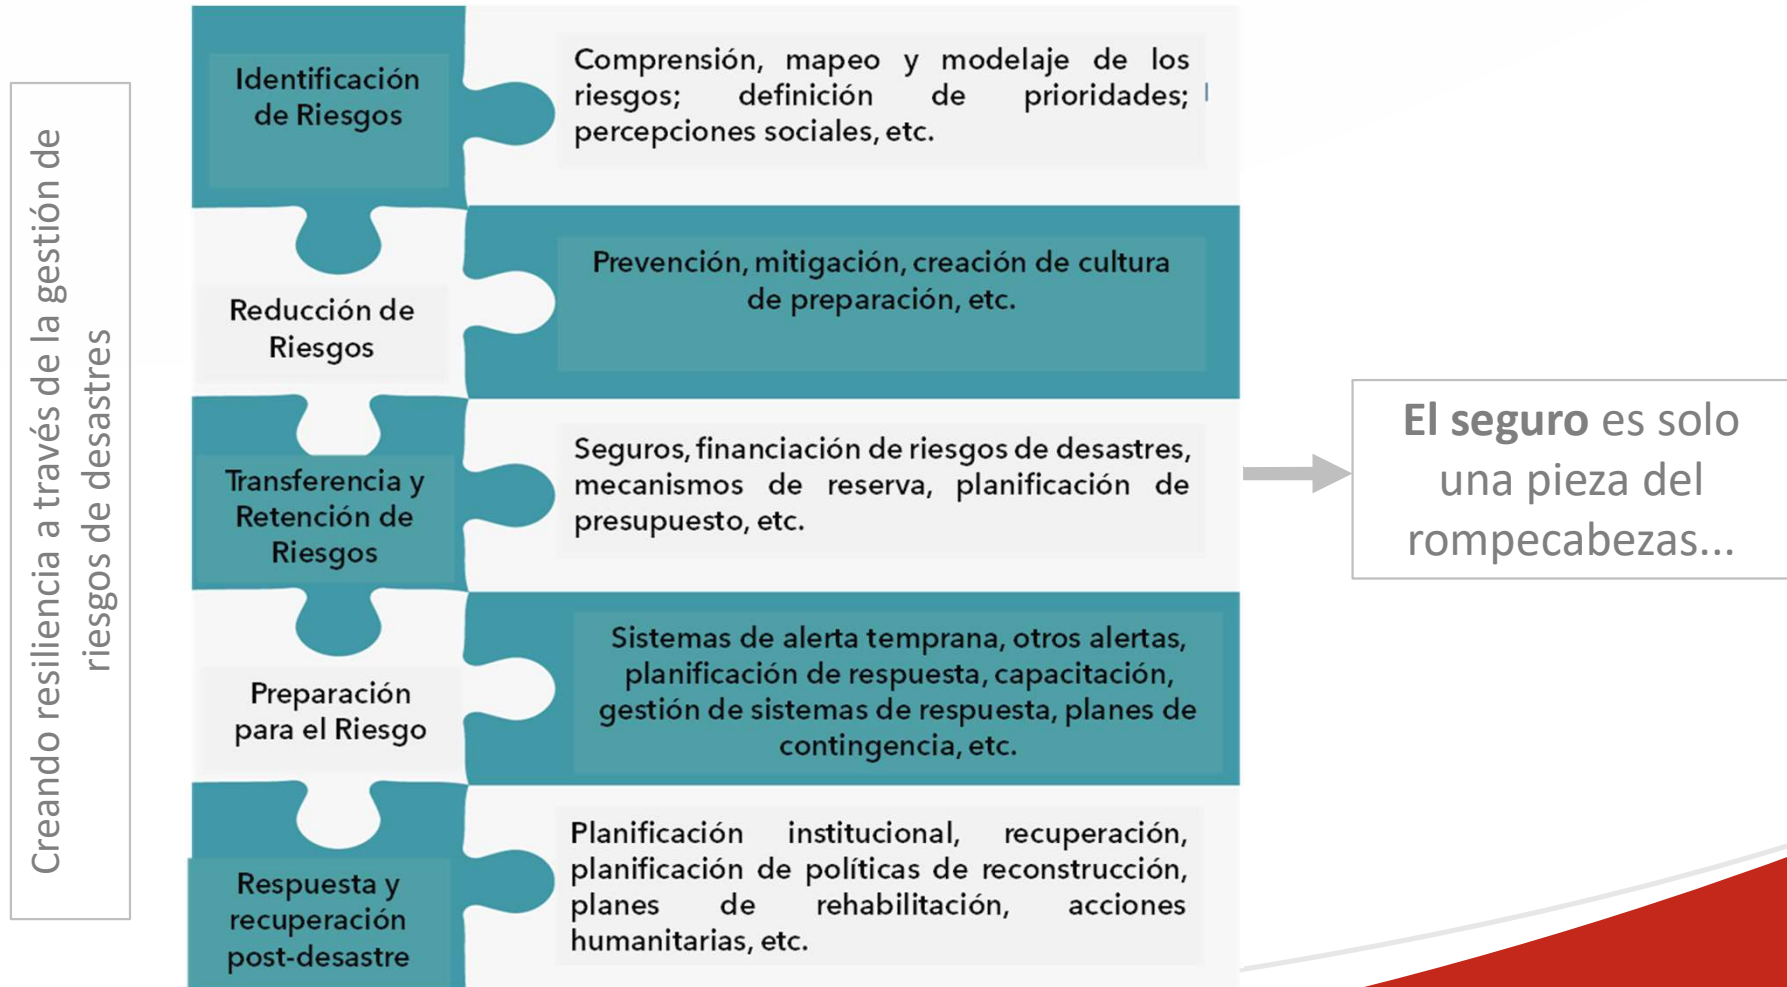 Creando resiliencia a través de la gestión de
riesgos de desastres
Identificación
de Riesgos
Comprensión, mapeo y modelaje de los
riesgos; definición de prioridades;
percepciones sociales, etc.
Reducción de
Riesgos
Prevención, mitigación, creación de cultura
de preparación, etc.
Transferencia y
Retención de
Riesgos
Seguros, financiación de riesgos de desastres,
mecanismos de reserva, planificación de
presupuesto, etc.
El seguro es solo
una pieza del
rompecabezas...
Preparación
para el Riesgo
Sistemas de alerta temprana, otros alertas,
planificación de respuesta, capacitación,
gestión de sistemas de respuesta, planes de
contingencia, etc.
Respuesta y
recuperación
post-desastre
Planificación institucional, recuperación,
planificación de políticas de reconstrucción,
planes de rehabilitación, acciones
humanitarias, etc.